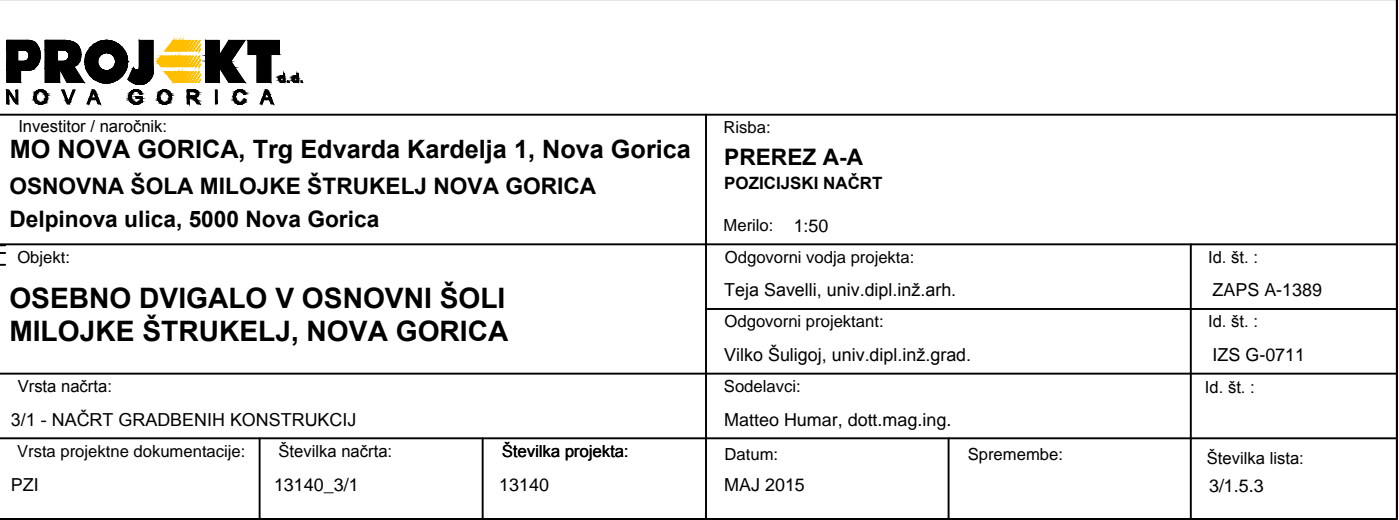 PROJEKT d.d.
NOVA GORICA
Investitor / naročnik:
MO NOVA GORICA, Trg Edvarda Kardelja 1, Nova Gorica
OSNOVNA ŠOLA MILOJKE ŠTRUKELJ NOVA GORICA
Delpinova ulica, 5000 Nova Gorica
Risba:
PREREZ A-A
POZICIJSKI NAČRT
Merilo: 1:50
Objekt:
OSEBNO DVIGALO V OSNOVNI ŠOLI
MILOJKE ŠTRUKELJ, NOVA GORICA
Odgovorni vodja projekta:
Teja Savelli, univ.dipl.inž.arh.
Id. št. :
ZAPS A-1389
Odgovorni projektant:
Vilko Šuligoj, univ.dipl.inž.grad.
Id. št. :
IZS G-0711
Vrsta načrta:
3/1 - NAČRT GRADBENIH KONSTRUKCIJ
Sodelavci:
Matteo Humar, dott.mag.ing.
Id. št. :
Vrsta projektne dokumentacije:
PZI
Številka načrta:
13140_3/1
Številka projekta:
13140
Datum:
MAJ 2015
Spremembe:
Številka lista:
3/1.5.3